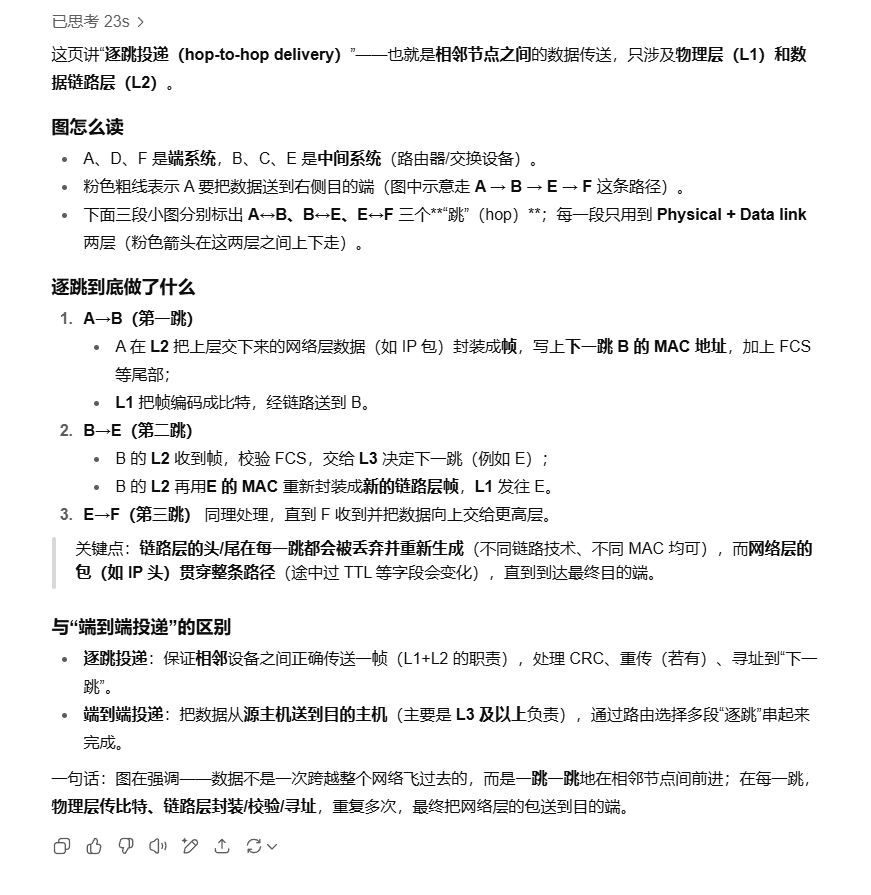 已思考 23s >
这页讲“逐跳投递（hop-to-hop delivery）”——也就是相邻节点之间的数据传送，只涉及物理层（L1）和数
据链路层（L2）。
图怎么读
• A、D、F 是端系统，B、C、E 是中间系统（路由器/交换设备）。
• 粉色粗线表示 A 要把数据送到右侧目的端（图中示意走 A → B → E → F 这条路径）。
• 下面三段小图分别标出 A↔B、B↔E、E↔F 三个**“跳”（hop）**；每一段只用到 Physical + Data link
两层（粉色箭头在这两层之间上下走）。
逐跳到底做了什么
1. A→B（第一跳）
• A 在 L2 把上层交下来的网络层数据（如 IP 包）封装成帧，写上下一跳 B 的 MAC 地址，加上 FCS
等尾部；
• L1 把帧编码成比特，经链路送到 B。
2. B→E（第二跳）
• B 的 L2 收到帧，校验 FCS，交给 L3 决定下一跳（例如 E）；
• B 的 L2 再用E 的 MAC 重新封装成新的链路层帧，L1 发往 E。
3. E→F（第三跳） 同理处理，直到 F 收到并把数据向上交给更高层。
关键点：链路层的头/尾在每一跳都会被丢弃并重新生成（不同链路技术、不同 MAC 均可），而网络层的
包（如 IP 头）贯穿整条路径（途中过 TTL 等字段会变化），直到到达最终目的端。
与“端到端投递”的区别
• 逐跳投递：保证相邻设备之间正确传送一帧（L1+L2 的职责），处理 CRC、重传（若有）、寻址到“下一
跳”。
• 端到端投递：把数据从源主机送到目的主机（主要是 L3 及以上负责），通过路由选择多段“逐跳”串起来
完成。
一句话：图在强调——数据不是一次跨越整个网络飞过去的，而是一跳一跳地在相邻节点间前进；在每一跳，
物理层传比特、链路层封装/校验/寻址，重复多次，最终把网络层的包送到目的端。